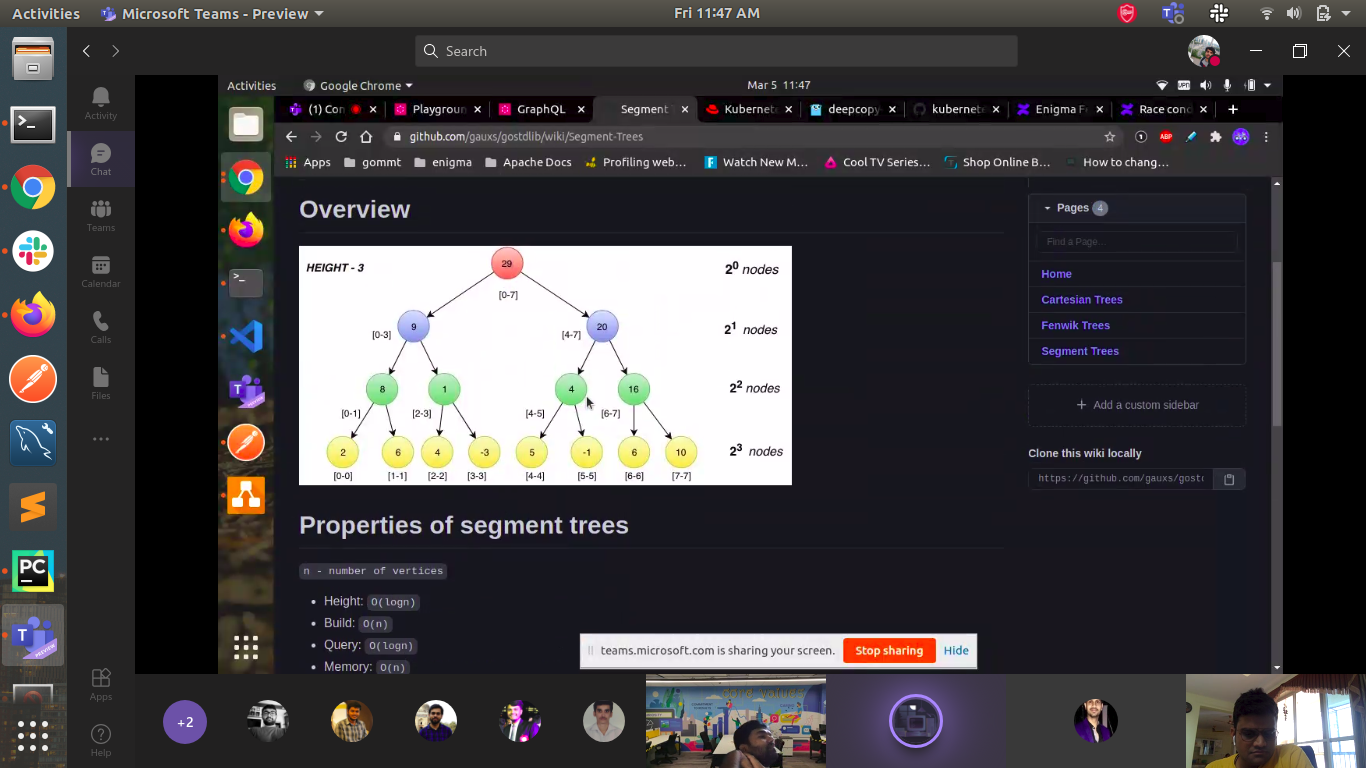 Activities Microsoft Teams - Preview Fri 11:47 AM
Search
Activity
Chat
Teams
Calendar
Calls
Files
Apps
Help
Activities Google Chrome Mar 5 11:47
(1) Con Playgroun GraphQL Segment Kubernete deepcopy kubernete Enigma F Race cond
github.com/gauxs/gostdlib/wiki/Segment-Trees
Apps gommt enigma Apache Docs Profiling web... Watch New M... Cool TV Series... Shop Online B... How to chang...
Overview
HEIGHT - 3
29
2^0 nodes
[0-7]
9 20
[0-3] [4-7]
2^1 nodes
8 1 4 16
2^2 nodes
[0-1] [2-3] [4-5] [6-7]
2 6 4 -3 5 -1 6 10
2^3 nodes
[0-0] [1-1] [2-2] [3-3] [4-4] [5-5] [6-6] [7-7]
Properties of segment trees
n - number of vertices
Height: O(logn)
Build: O(n)
Query: O(logn)
Memory: O(n)
Pages 4
Find a Page...
Home
Cartesian Trees
Fenwik Trees
Segment Trees
+ Add a custom sidebar
Clone this wiki locally
https://github.com/gauxs/gostc
teams.microsoft.com is sharing your screen. Stop sharing Hide
+2